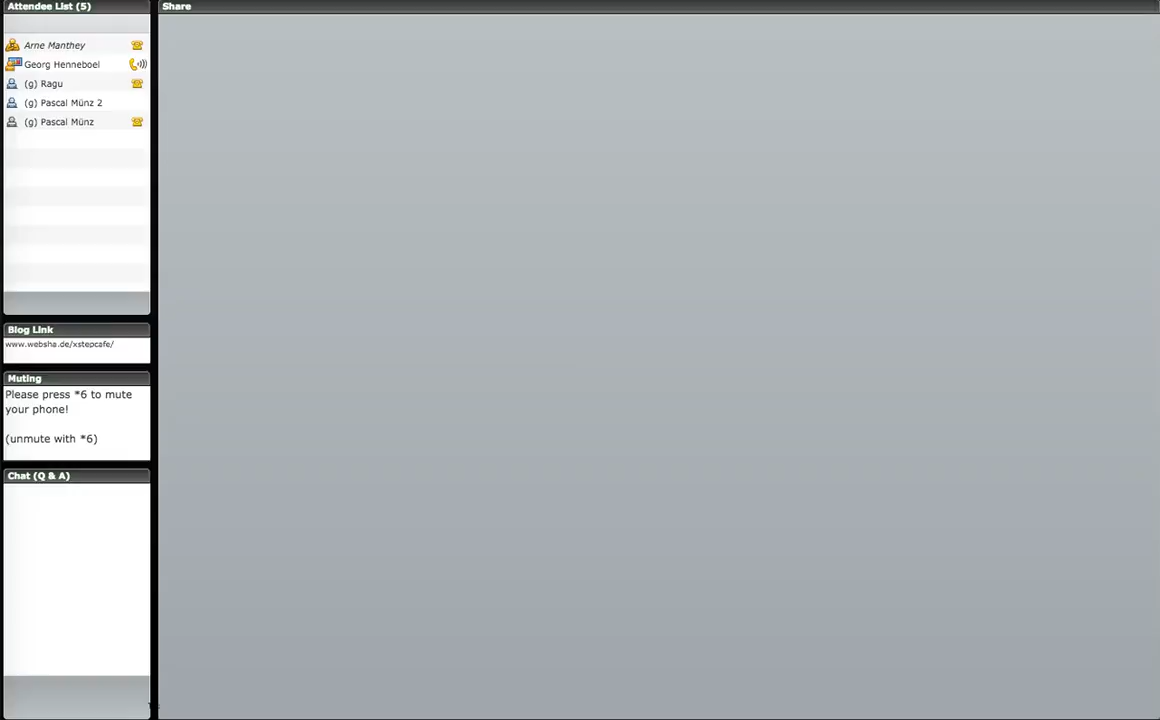 Attendee List (5)
Arne Manthey
Georg Henneboel
(g) Ragu
(g) Pascal Münz 2
(g) Pascal Münz
Blog Link
www.websha.de/xstepcafe/
Muting
Please press *6 to mute
your phone!
(unmute with *6)
Chat (Q & A)
Share